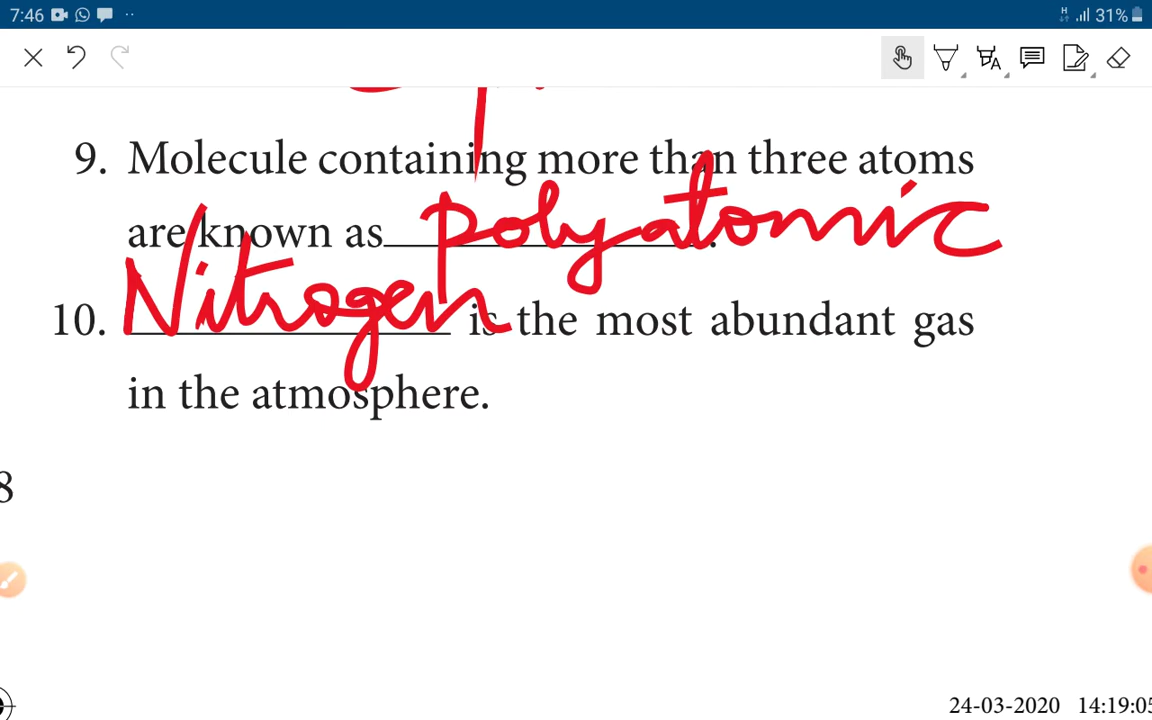 7:46 31%
9. Molecule containing more than three atoms
are known as polyatomic.
10. Nitrogen is the most abundant gas
in the atmosphere.
8
24-03-2020 14:19:05